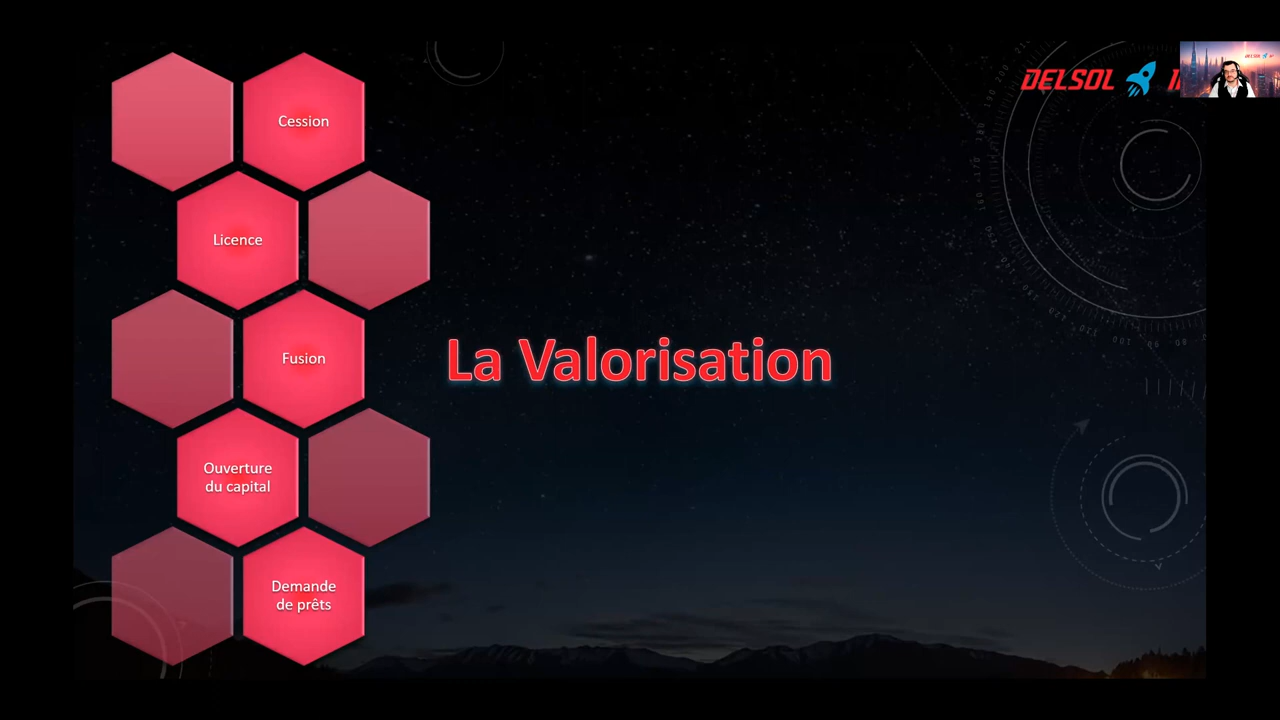 DELSOL
Cession
Licence
Fusion
La Valorisation
Ouverture
du capital
Demande
de prêts